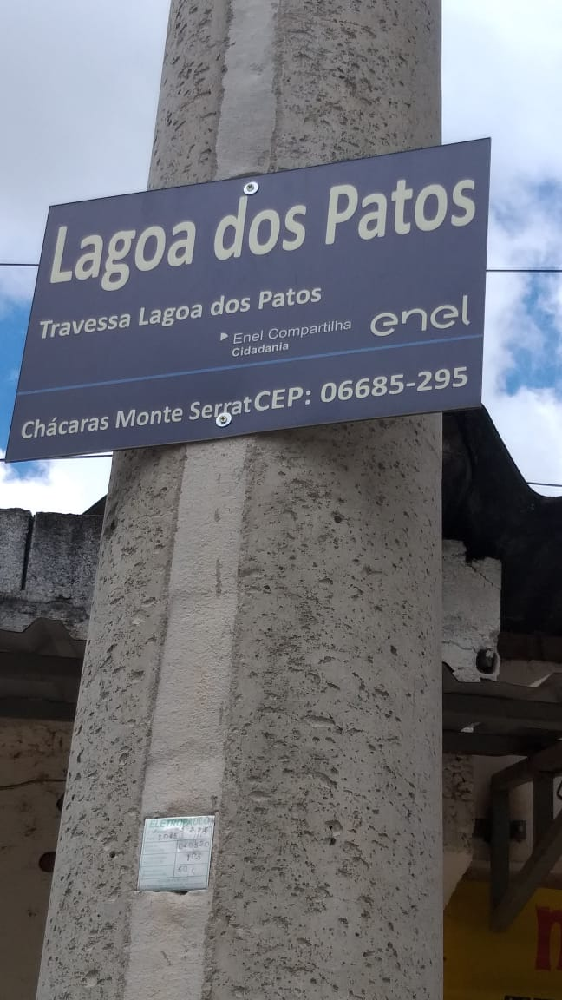 Lagoa dos Patos
Travessa Lagoa dos Patos
Enel Compartilha
Cidadania
enel
Chácaras Monte Serrat CEP: 06685-295
ELETROPAULO